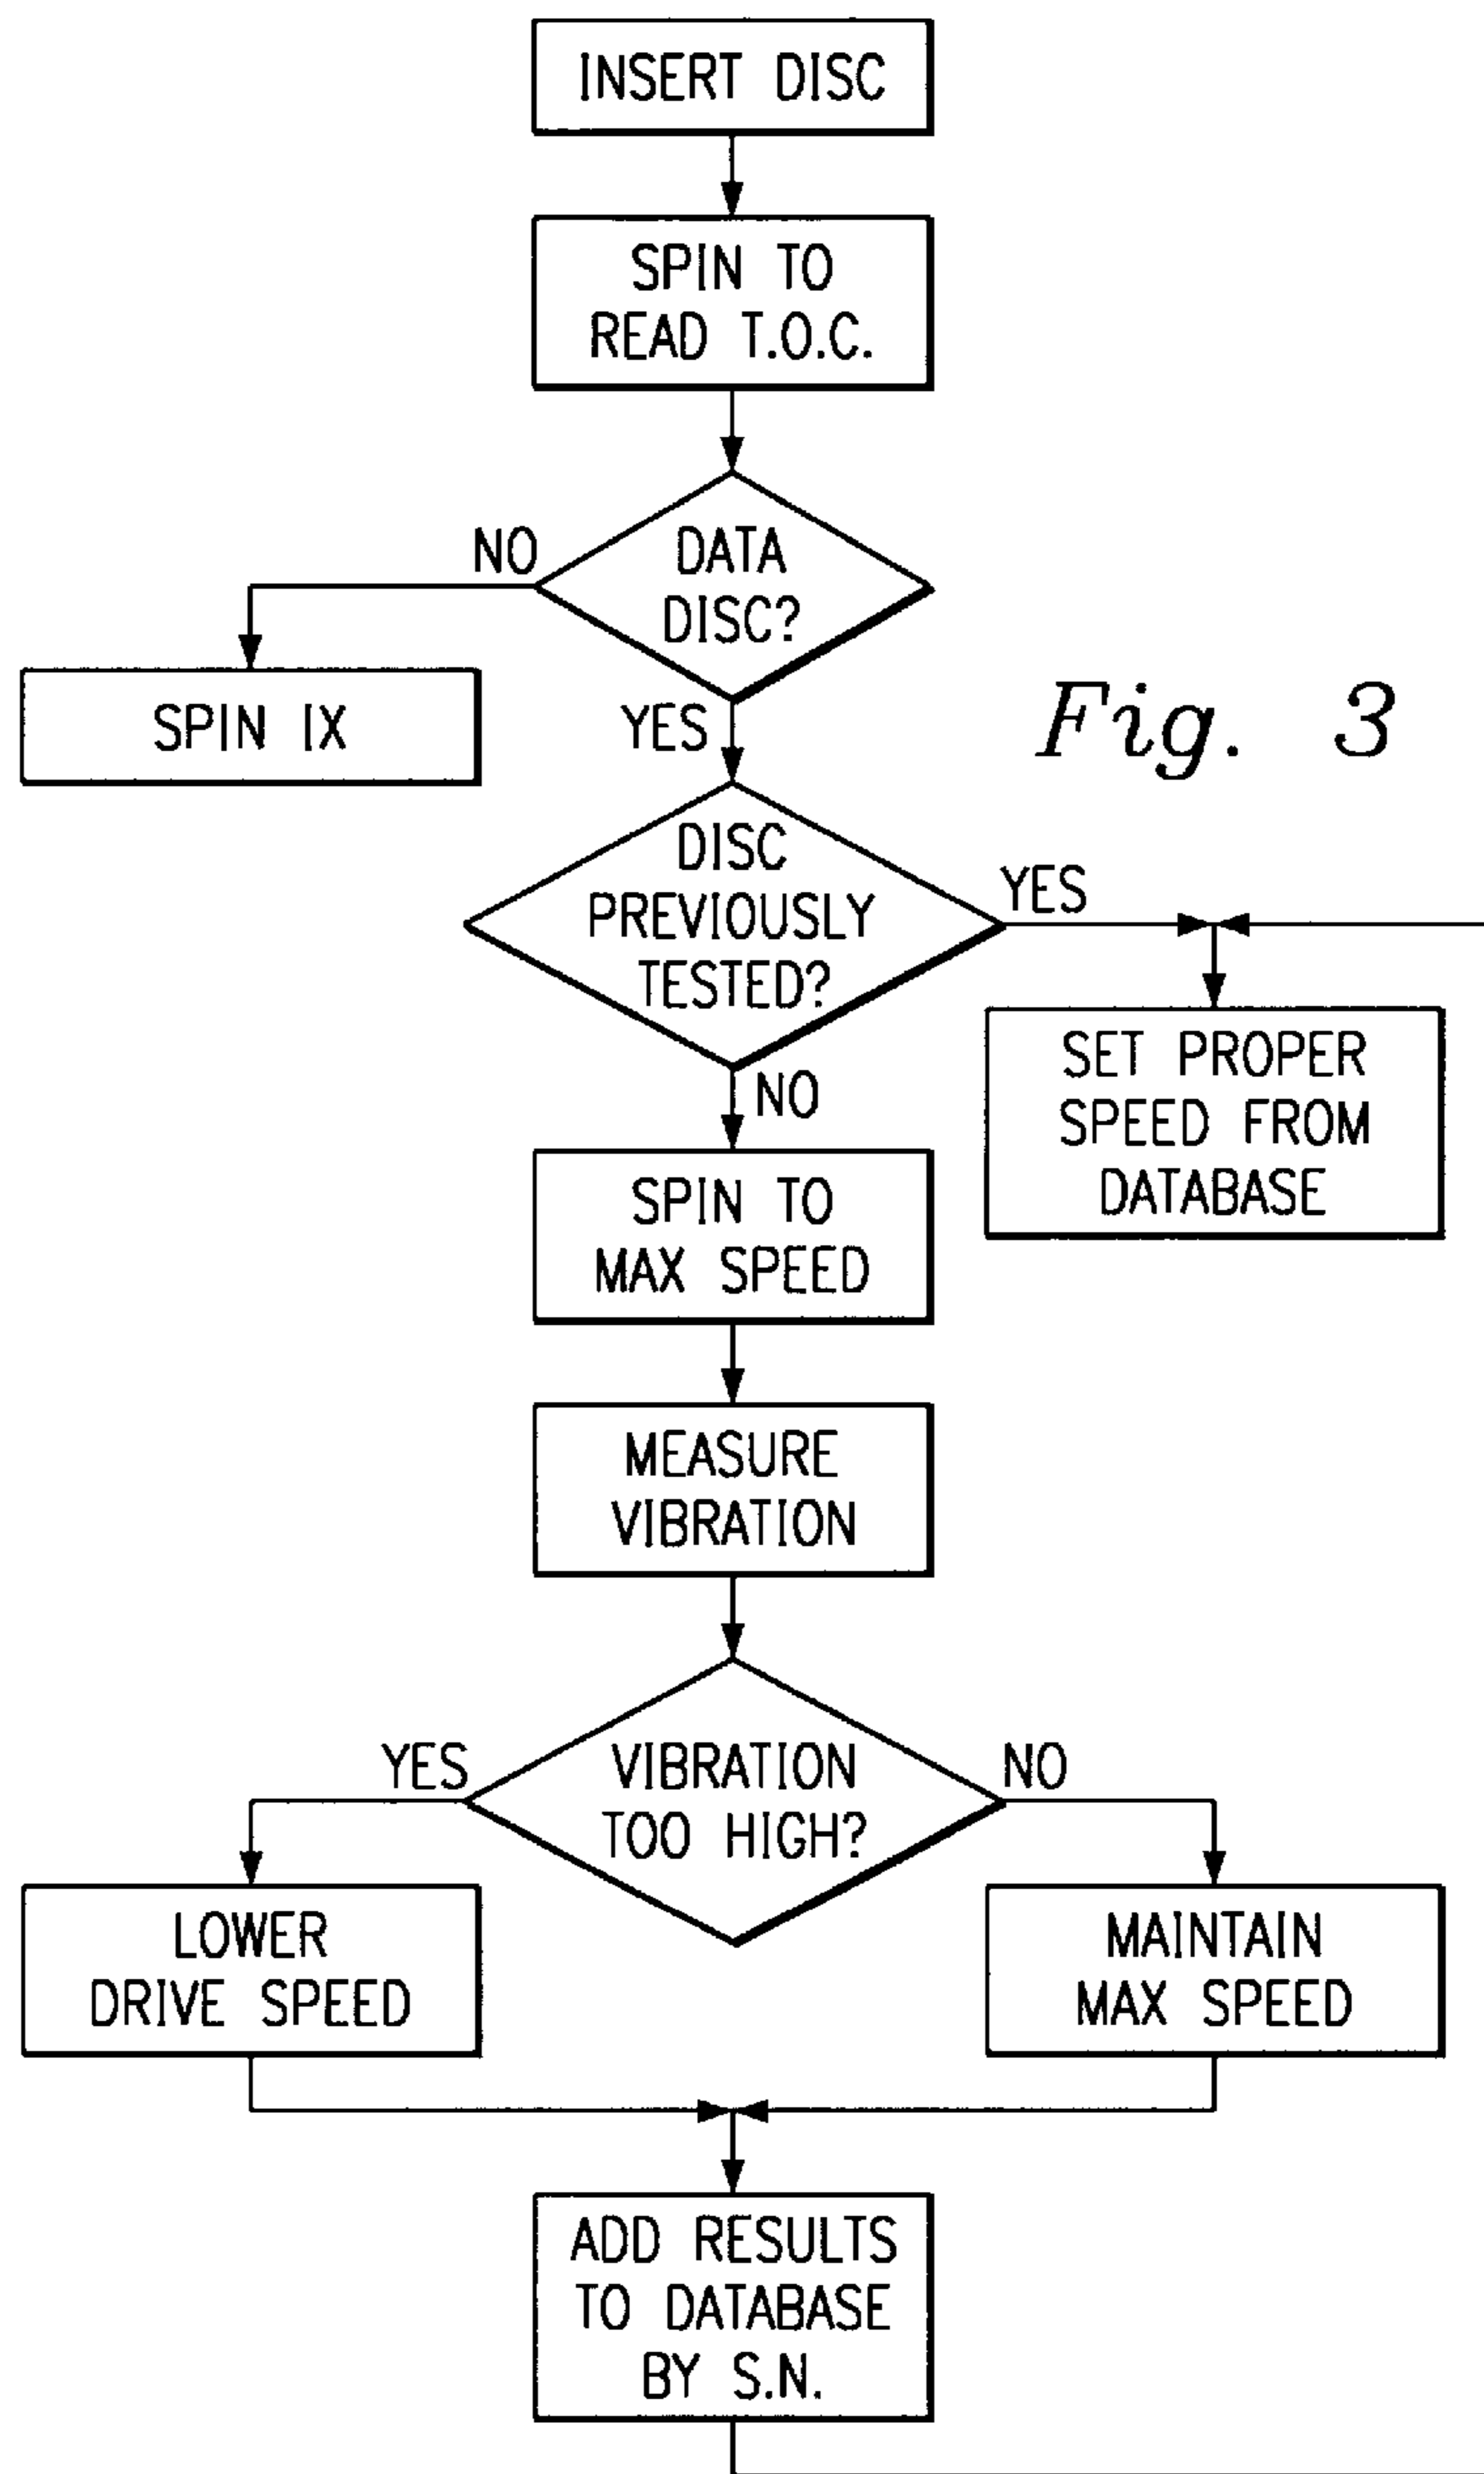 INSERT DISC
SPIN TO
READ T.O.C.
DATA
DISC?
NO
YES
SPIN IX
Fig. 3
DISC
PREVIOUSLY
TESTED?
YES
NO
SET PROPER
SPEED FROM
DATABASE
SPIN TO
MAX SPEED
MEASURE
VIBRATION
VIBRATION
TOO HIGH?
YES
NO
LOWER
DRIVE SPEED
MAINTAIN
MAX SPEED
ADD RESULTS
TO DATABASE
BY S.N.